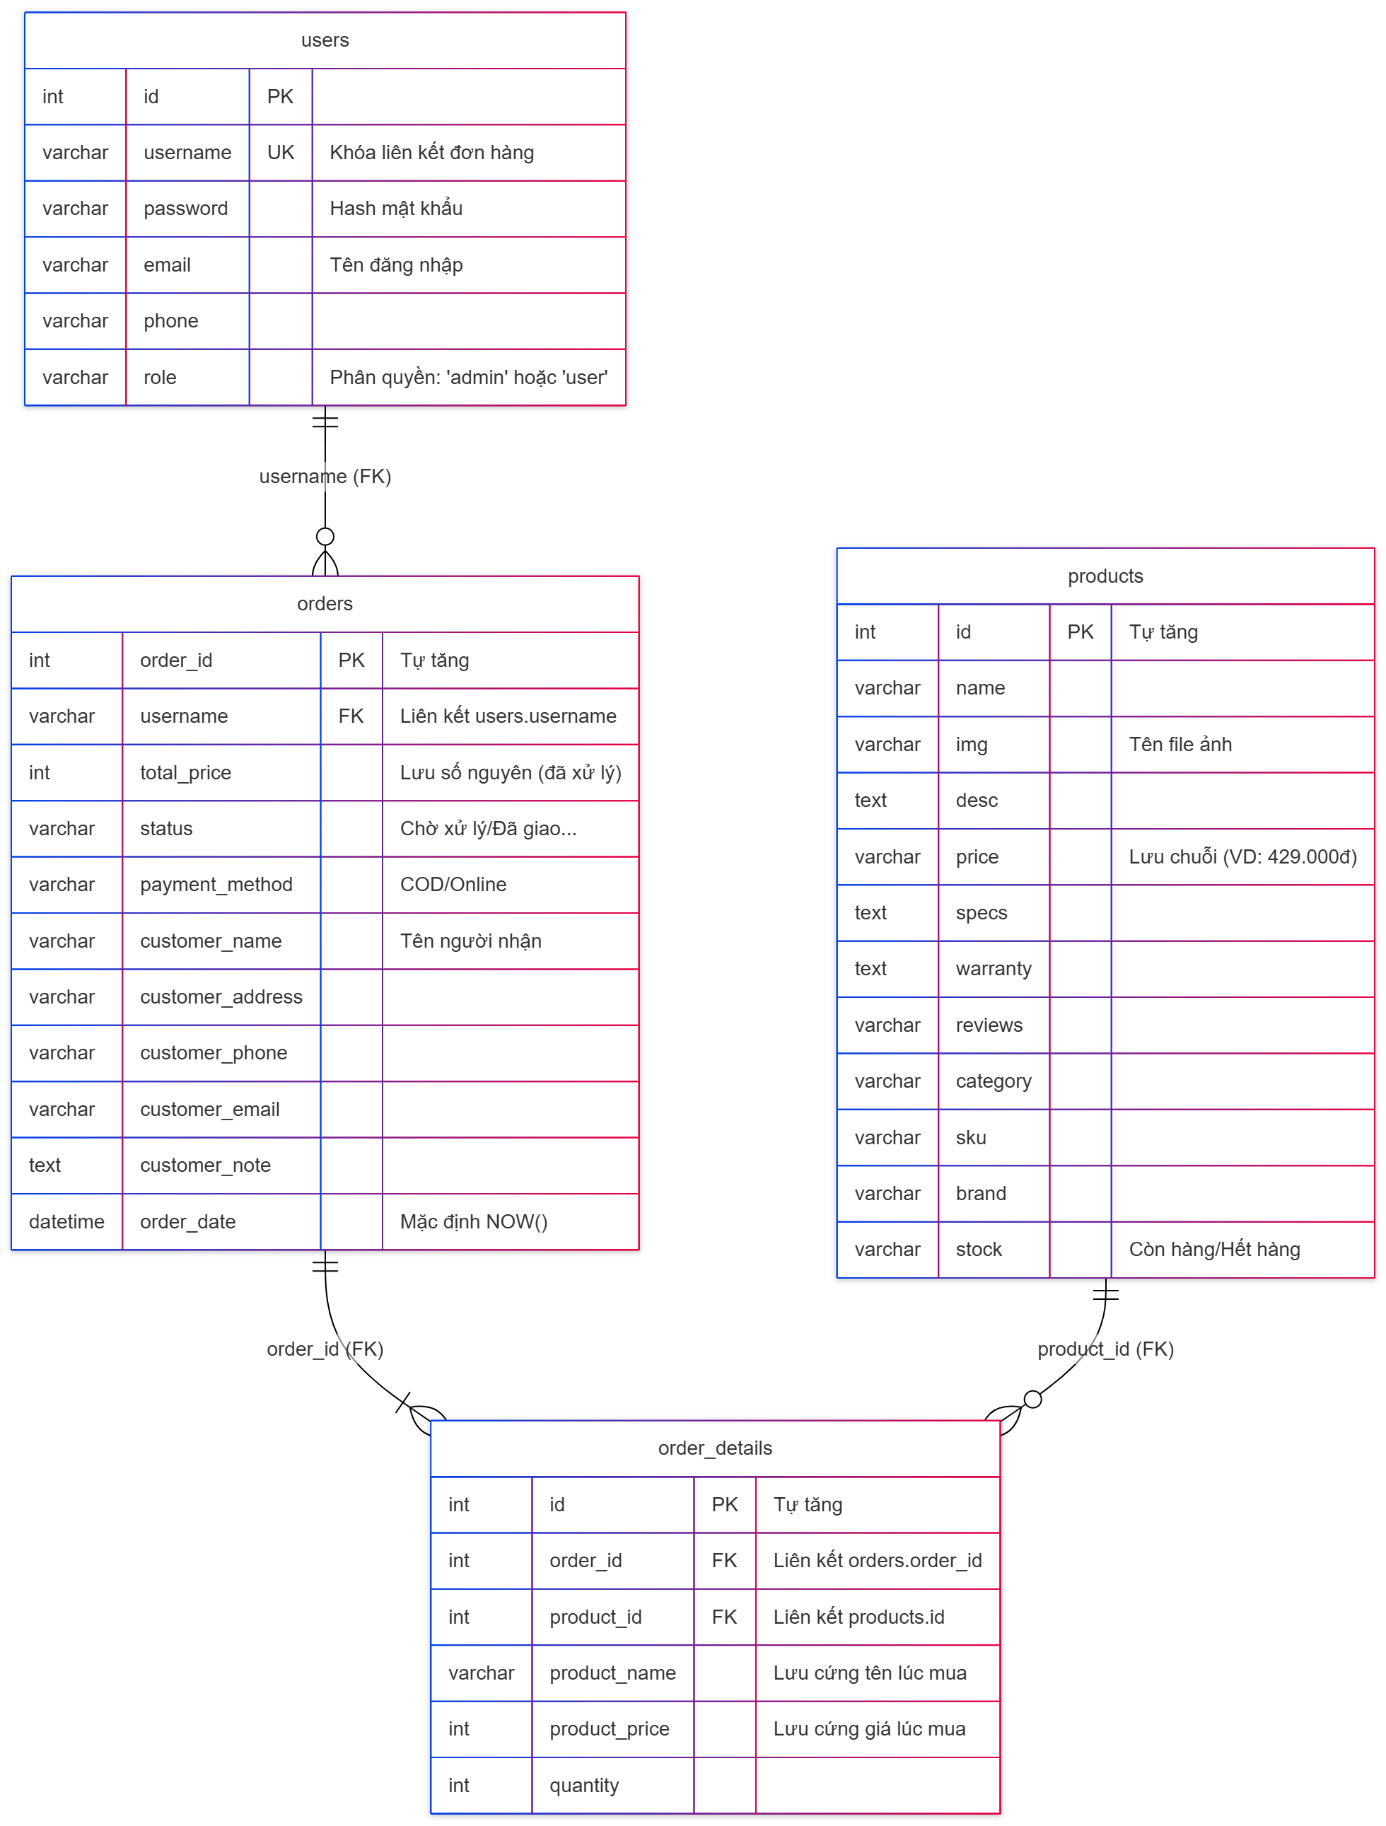 users
int id PK
varchar username UK Khóa liên kết đơn hàng
varchar password Hash mật khẩu
varchar email Tên đăng nhập
varchar phone
varchar role Phân quyền: 'admin' hoặc 'user'
username (FK)
orders
int order_id PK Tự tăng
varchar username FK Liên kết users.username
int total_price Lưu số nguyên (đã xử lý)
varchar status Chờ xử lý/Đã giao...
varchar payment_method COD/Online
varchar customer_name Tên người nhận
varchar customer_address
varchar customer_phone
varchar customer_email
text customer_note
datetime order_date Mặc định NOW()
products
int id PK Tự tăng
varchar name
varchar img Tên file ảnh
text desc
varchar price Lưu chuỗi (VD: 429.000đ)
text specs
text warranty
varchar reviews
varchar category
varchar sku
varchar brand
varchar stock Còn hàng/Hết hàng
order_id (FK)
product_id (FK)
order_details
int id PK Tự tăng
int order_id FK Liên kết orders.order_id
int product_id FK Liên kết products.id
varchar product_name Lưu cứng tên lúc mua
int product_price Lưu cứng giá lúc mua
int quantity